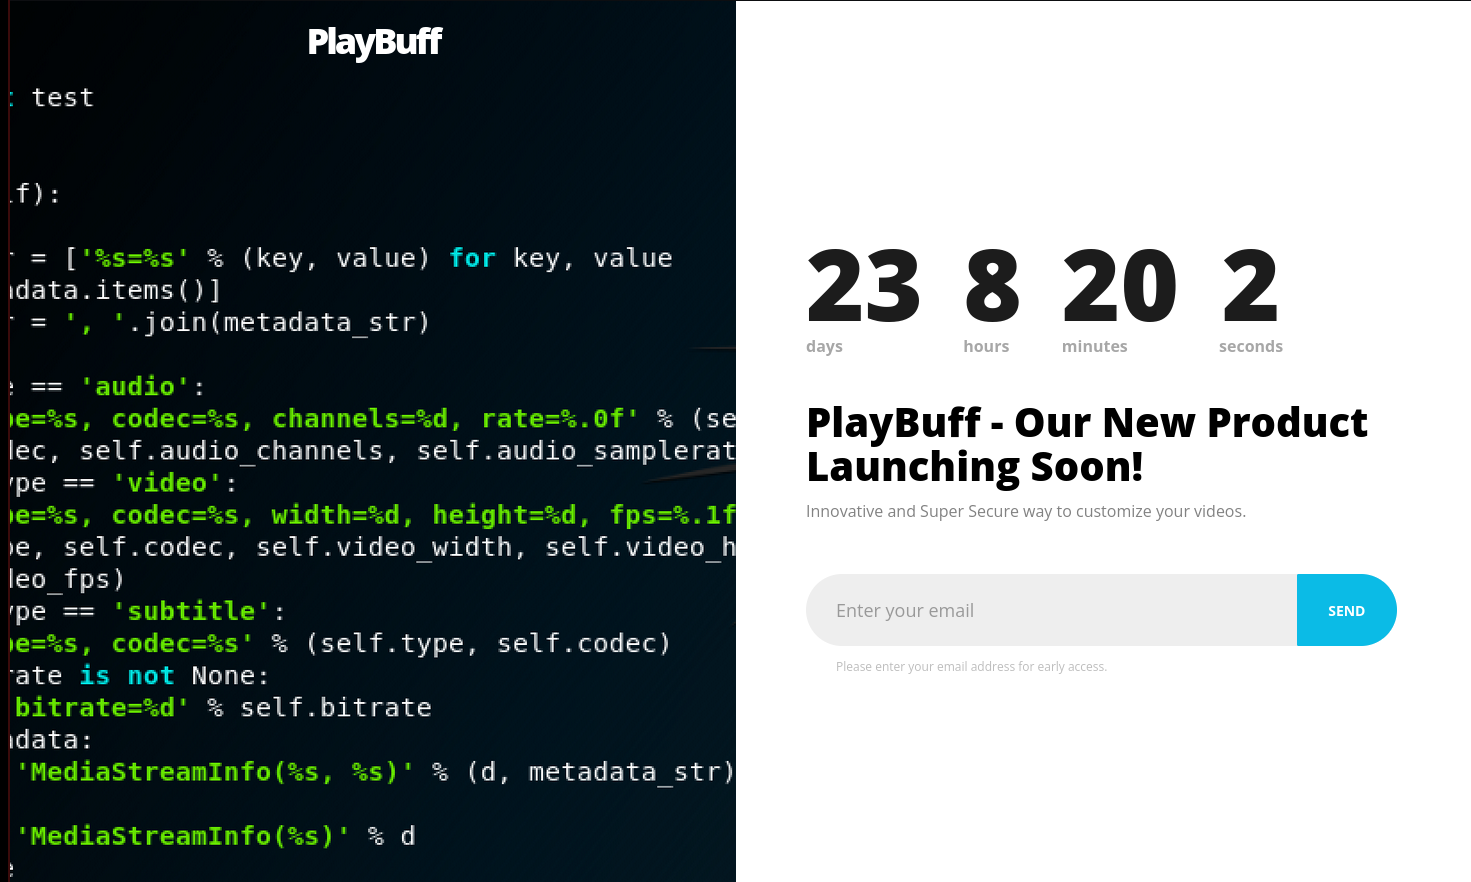 PlayBuff
: test
f):
= ['%s=%s' % (key, value) for key, value
data.items()]
= ', '.join(metadata_str)
== 'audio':
=%s, codec=%s, channels=%d, rate=%.0f' % (se
ec, self.audio_channels, self.audio_samplerat
ype == 'video':
=%s, codec=%s, width=%d, height=%d, fps=%.1f
e, self.codec, self.video_width, self.video_h
eo_fps)
ype == 'subtitle':
=%s, codec=%s' % (self.type, self.codec)
ate is not None:
bitrate=%d' % self.bitrate
data:
'MediaStreamInfo(%s, %s)' % (d, metadata_str)
'MediaStreamInfo(%s)' % d
23 8 20 2
days hours minutes seconds
PlayBuff - Our New Product
Launching Soon!
Innovative and Super Secure way to customize your videos.
Enter your email
SEND
Please enter your email address for early access.